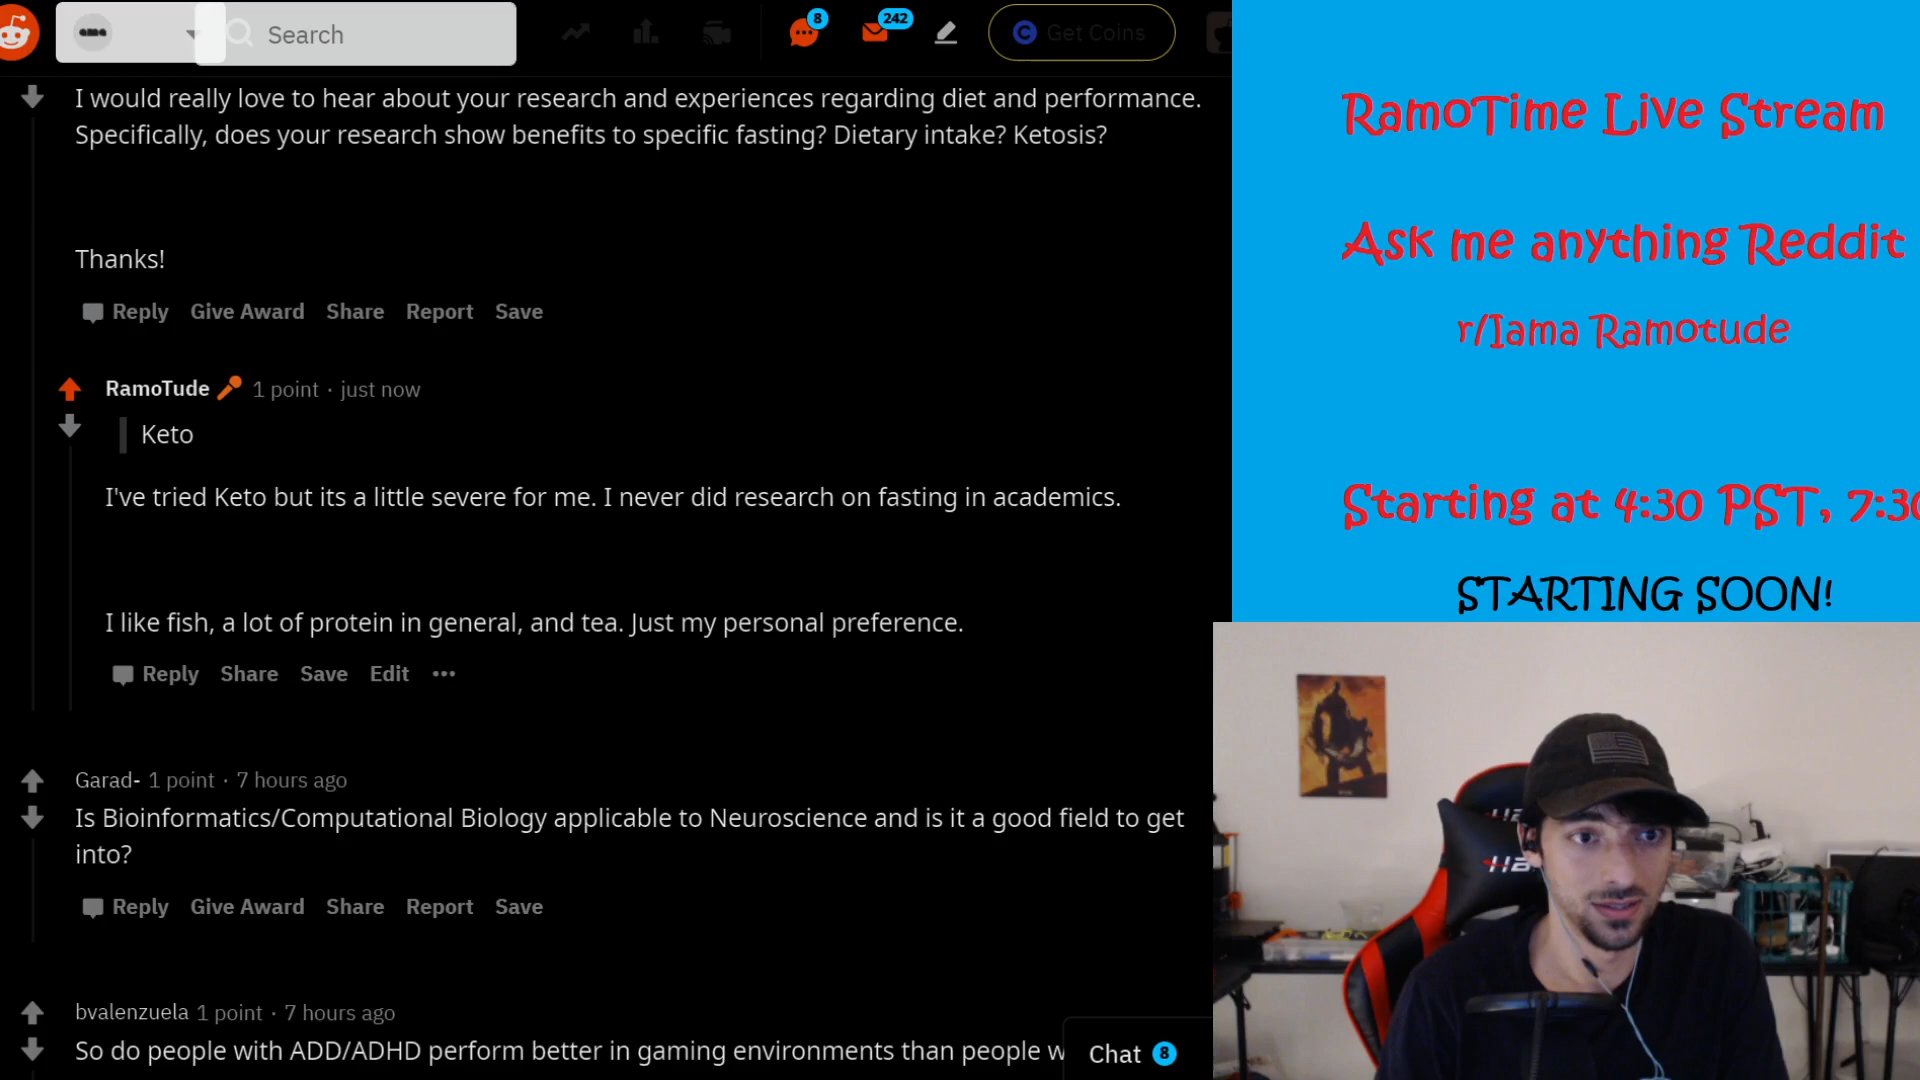 ama
Search
8
242
Get Coins
I would really love to hear about your research and experiences regarding diet and performance.
Specifically, does your research show benefits to specific fasting? Dietary intake? Ketosis?
Thanks!
Reply Give Award Share Report Save
RamoTude 1 point · just now
Keto
I've tried Keto but its a little severe for me. I never did research on fasting in academics.
I like fish, a lot of protein in general, and tea. Just my personal preference.
Reply Share Save Edit ···
Garad- 1 point · 7 hours ago
Is Bioinformatics/Computational Biology applicable to Neuroscience and is it a good field to get
into?
Reply Give Award Share Report Save
bvalenzuela 1 point · 7 hours ago
So do people with ADD/ADHD perform better in gaming environments than people w
Chat 8
RamoTime Live Stream
Ask me anything Reddit
r/Iama Ramotude
Starting at 4:30 PST, 7:30
STARTING SOON!